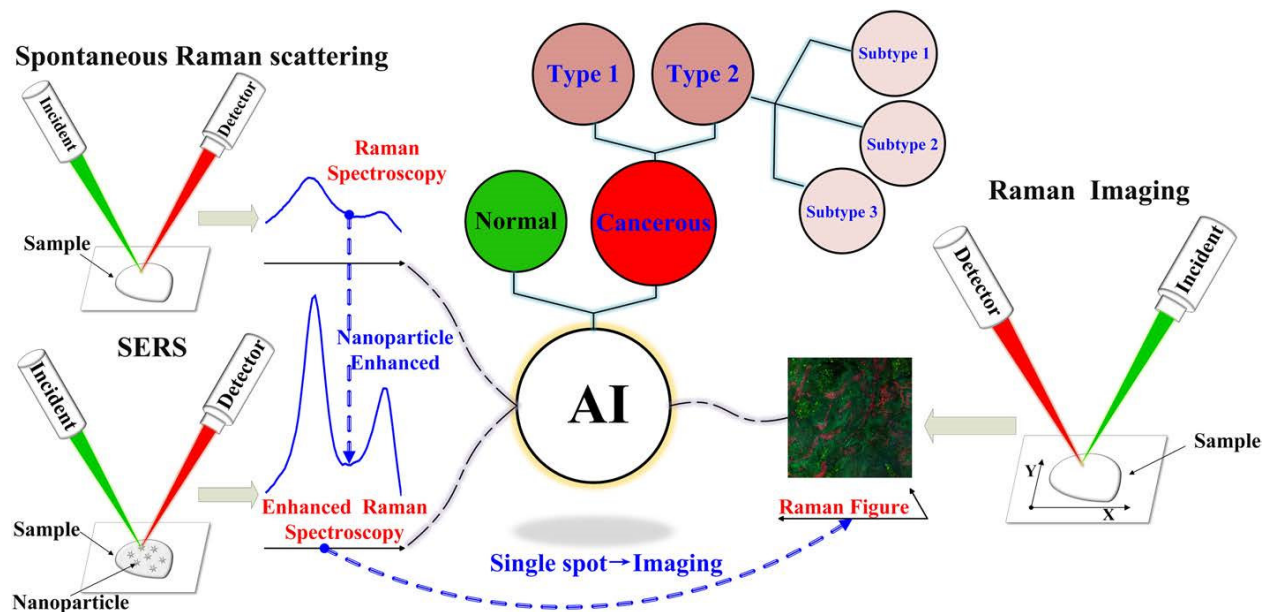 Spontaneous Raman scattering
Incident
Detector
Sample
Raman
Spectroscopy
SERS
Incident
Detector
Sample
Nanoparticle
Nanoparticle
Enhanced
Enhanced Raman
Spectroscopy
Type 1
Type 2
Subtype 1
Subtype 2
Subtype 3
Normal
Cancerous
AI
Single spot→Imaging
Raman Imaging
Detector
Incident
Sample
Y
X
Raman Figure